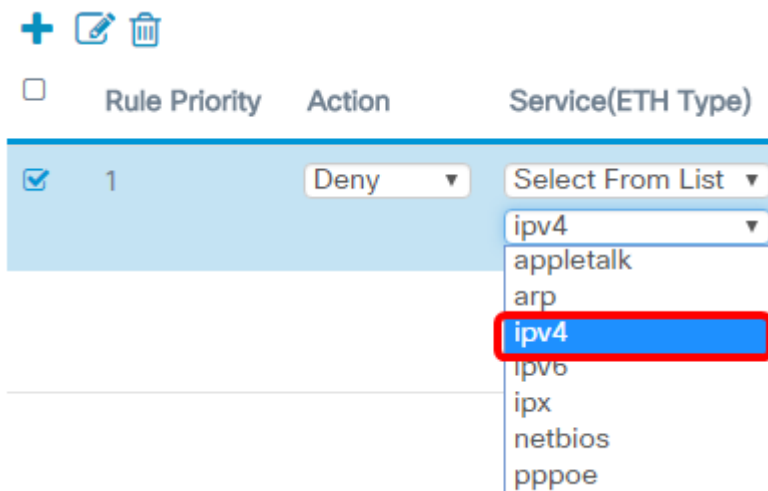 Rule Priority Action Service(ETH Type)
1 Deny Select From List
ipv4
appletalk
arp
ipv4
ipv6
ipx
netbios
pppoe